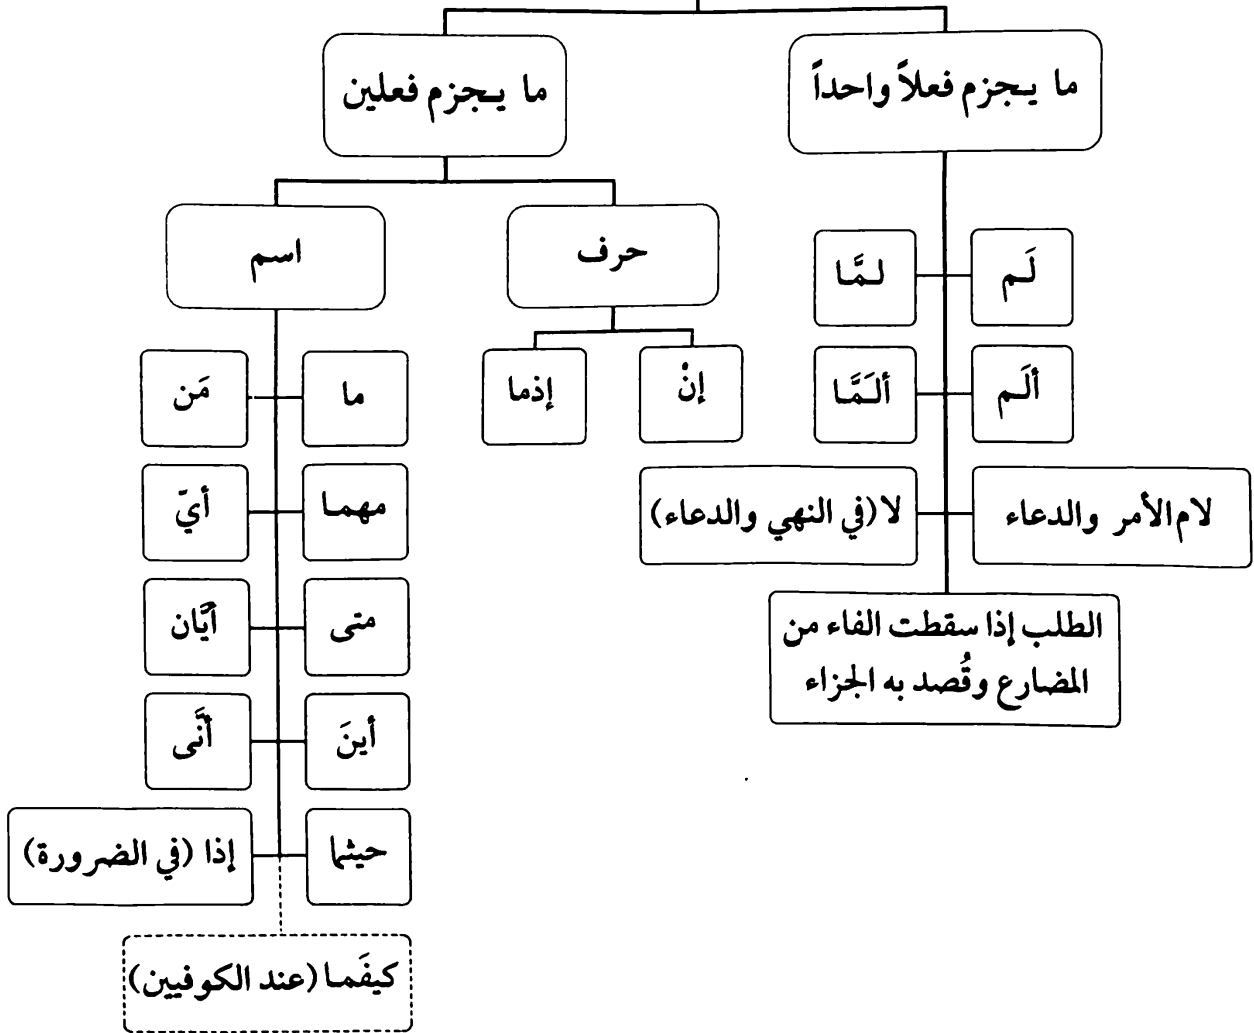 ما يجزم فعلاً واحداً
لَم
لمَّا
ألَم
ألَمَّا
لام الأمر والدعاء
لا (في النهي والدعاء)
الطلب إذا سقطت الفاء من
المضارع وقُصد به الجزاء
ما يجزم فعلين
حرف
إنْ
إذما
اسم
ما
مَن
مهما
أيّ
متى
أيَّان
أينَ
أنَّى
حيثما
إذا (في الضرورة)
كيفَما (عند الكوفيين)